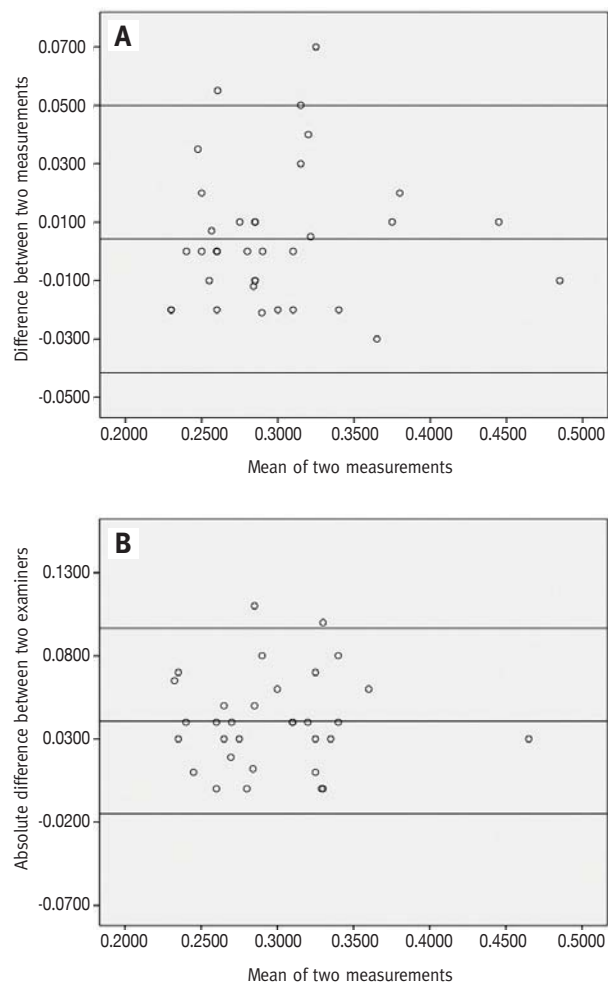 A
Difference between two measurements
0.0700
0.0500
0.0300
0.0100
-0.0100
-0.0300
-0.0500
0.2000 0.2500 0.3000 0.3500 0.4000 0.4500 0.5000
Mean of two measurements
B
Absolute difference between two examiners
0.1300
0.0800
0.0300
-0.0200
-0.0700
0.2000 0.2500 0.3000 0.3500 0.4000 0.4500 0.5000
Mean of two measurements